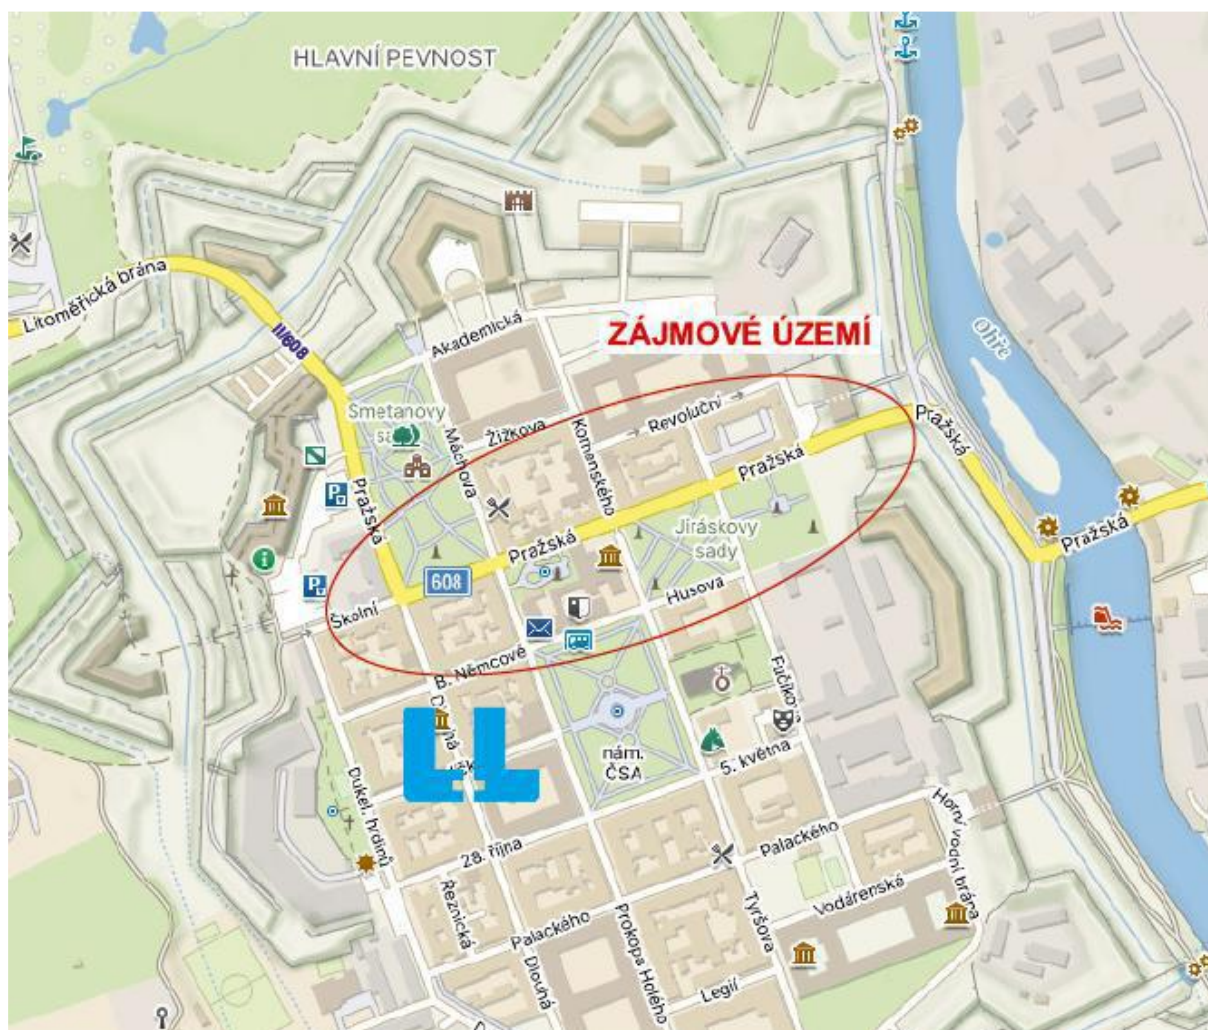 HLAVNÍ PEVNOST
Litoměřická brána
II/608
Akademická
ZÁJMOVÉ ÚZEMÍ
Ohře
Smetanovy
Žižkova
Máchova
Komenského
Revoluční
Pražská
Pražská
Pražská
Pražská
Pražská
Jiráskovy
sady
608
Školní
Husova
B. Němcové
Fučíkova
nám.
ČSA
5. května
LL
Dukel. hrdinů
28. října
Palackého
Horní vodní brána
Řeznická
Palackého
Vodárenská
Dlouhá
Prokopa Holého
Tyršova
Legií